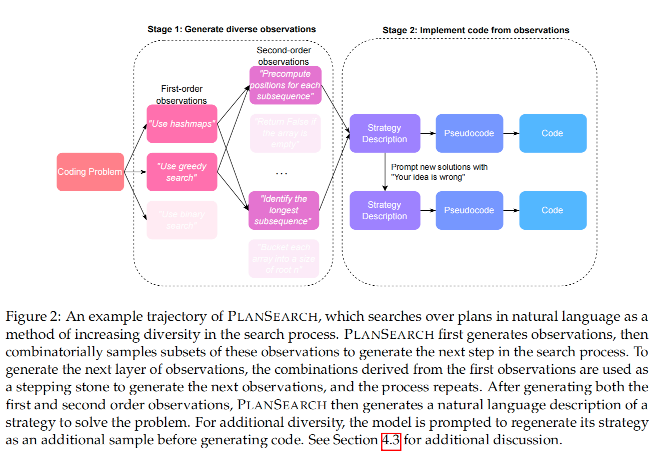 Stage 1: Generate diverse observations
Stage 2: Implement code from observations
First-order
observations
Second-order
observations
Coding Problem
"Use hashmaps"
"Use greedy
search"
"Use binary
search"
"Precompute
positions for each
subsequence"
"Return False if
the array is
empty"
...
"Identify the
longest
subsequence"
array into a size
of root n"
Strategy
Description
Pseudocode
Code
Prompt new solutions with
"Your idea is wrong"
Strategy
Description
Pseudocode
Code
Figure 2: An example trajectory of PLANSEARCH, which searches over plans in natural language as a
method of increasing diversity in the search process. PLANSEARCH first generates observations, then
combinatorially samples subsets of these observations to generate the next step in the search process. To
generate the next layer of observations, the combinations derived from the first observations are used as
a stepping stone to generate the next observations, and the process repeats. After generating both the
first and second order observations, PLANSEARCH then generates a natural language description of a
strategy to solve the problem. For additional diversity, the model is prompted to regenerate its strategy
as an additional sample before generating code. See Section 4.3 for additional discussion.